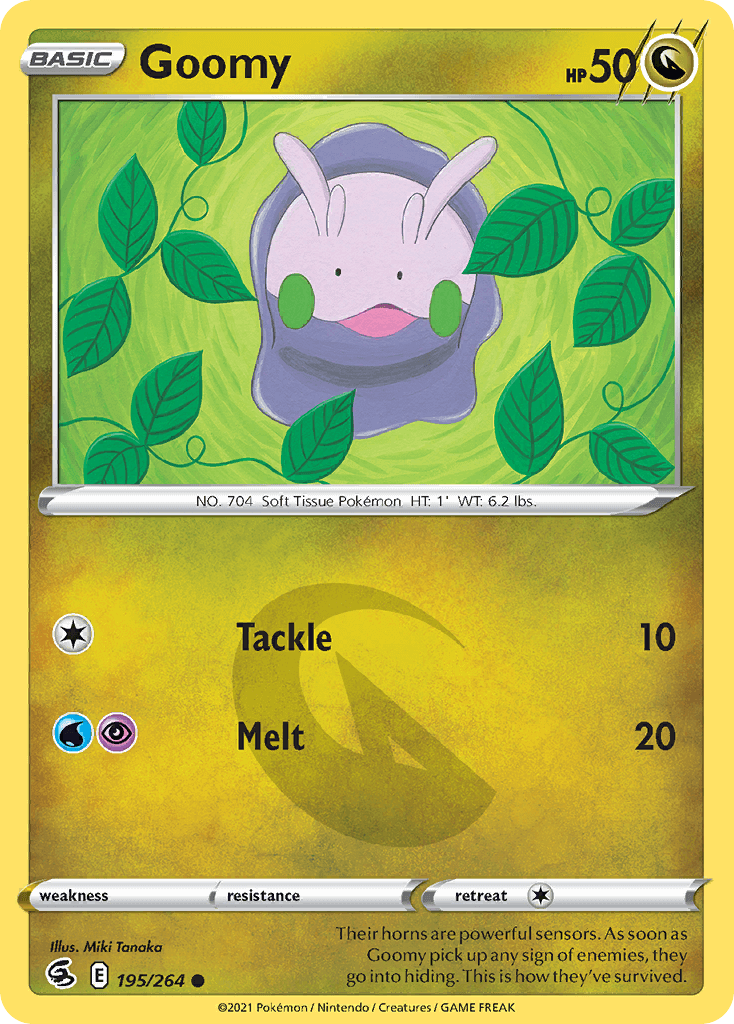 BASIC Goomy HP 50
NO. 704 Soft Tissue Pokémon HT: 1' WT: 6.2 lbs.
Tackle 10
Melt 20
weakness resistance retreat
Illus. Miki Tanaka
Their horns are powerful sensors. As soon as
Goomy pick up any sign of enemies, they
go into hiding. This is how they've survived.
E 195/264
©2021 Pokémon / Nintendo / Creatures / GAME FREAK